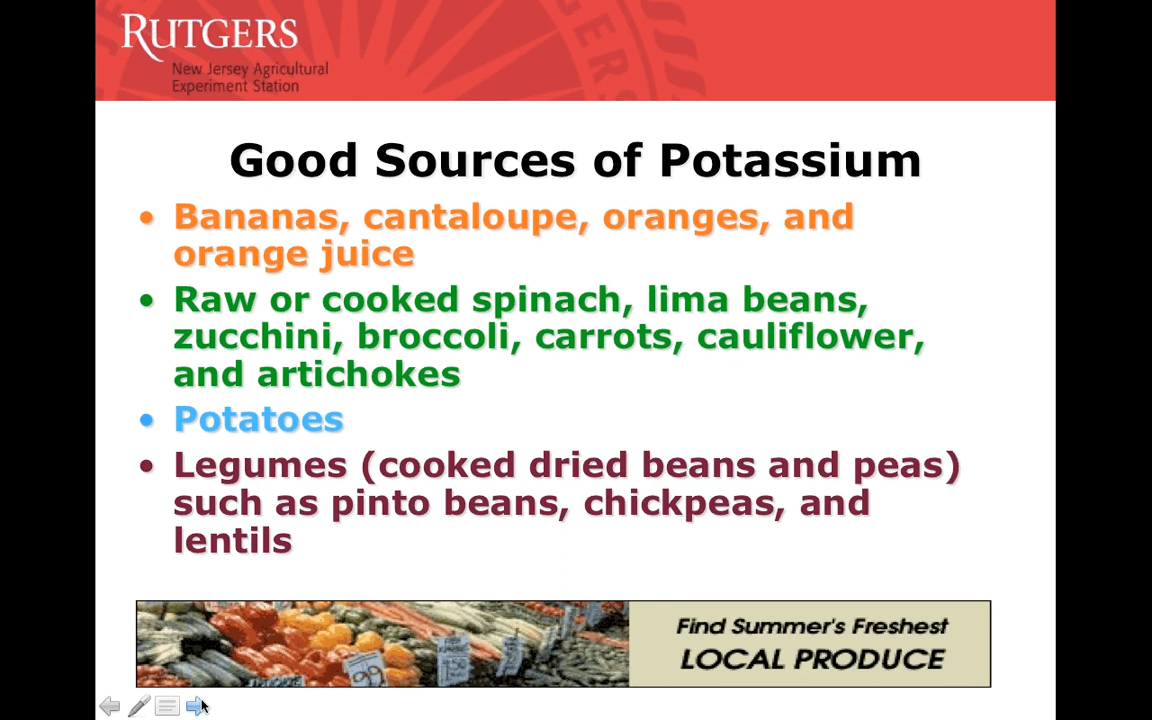 RUTGERS
New Jersey Agricultural
Experiment Station
Good Sources of Potassium
• Bananas, cantaloupe, oranges, and
orange juice
• Raw or cooked spinach, lima beans,
zucchini, broccoli, carrots, cauliflower,
and artichokes
• Potatoes
• Legumes (cooked dried beans and peas)
such as pinto beans, chickpeas, and
lentils
Find Summer's Freshest
LOCAL PRODUCE